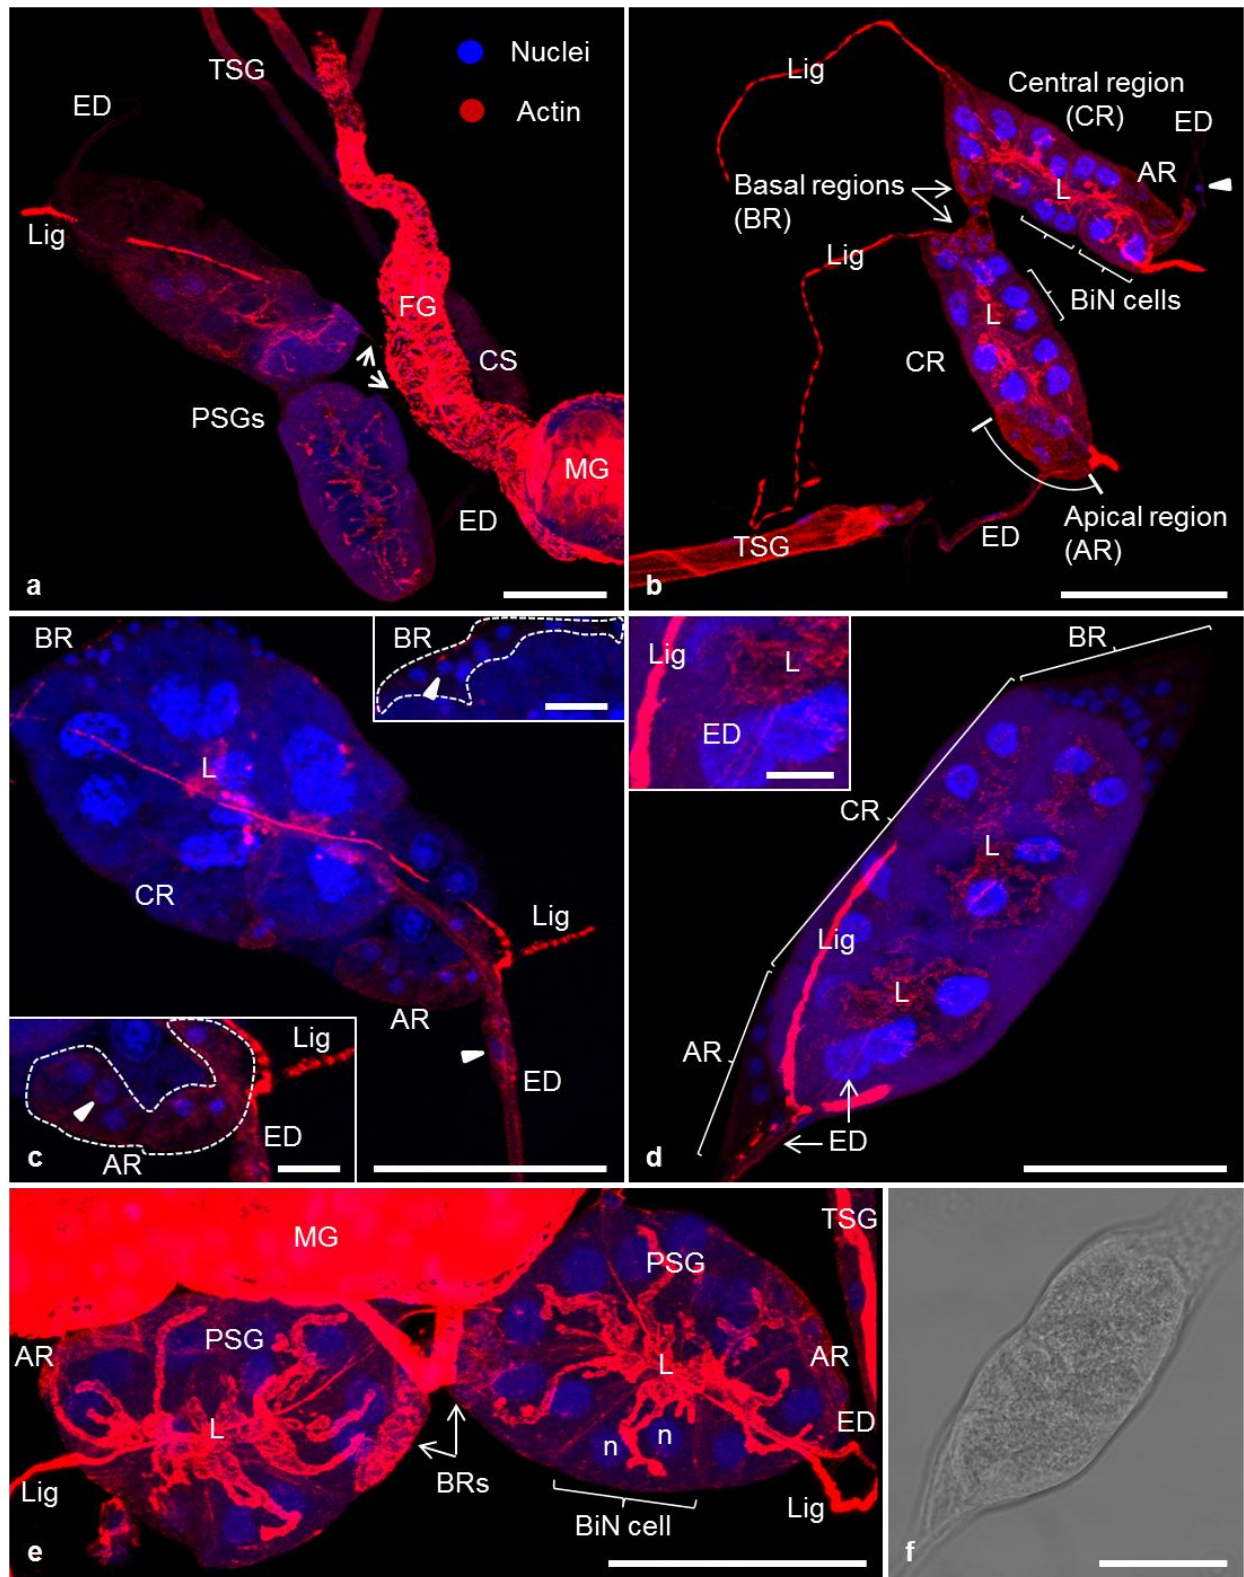 TSG
Nuclei
Actin
ED
Lig
FG
CS
PSGs
MG
ED
a
Lig
Central region
(CR)
ED
AR
L
Basal regions
(BR)
Lig
BiN cells
L
CR
Apical region
(AR)
TSG
ED
b
BR
BR
L
CR
Lig
AR
Lig
ED
ED
AR
c
BR
Lig
L
ED
CR
L
Lig
L
AR
ED
d
MG
TSG
PSG
PSG
AR
AR
L
L
ED
n
n
BRs
Lig
Lig
BiN cell
e
f